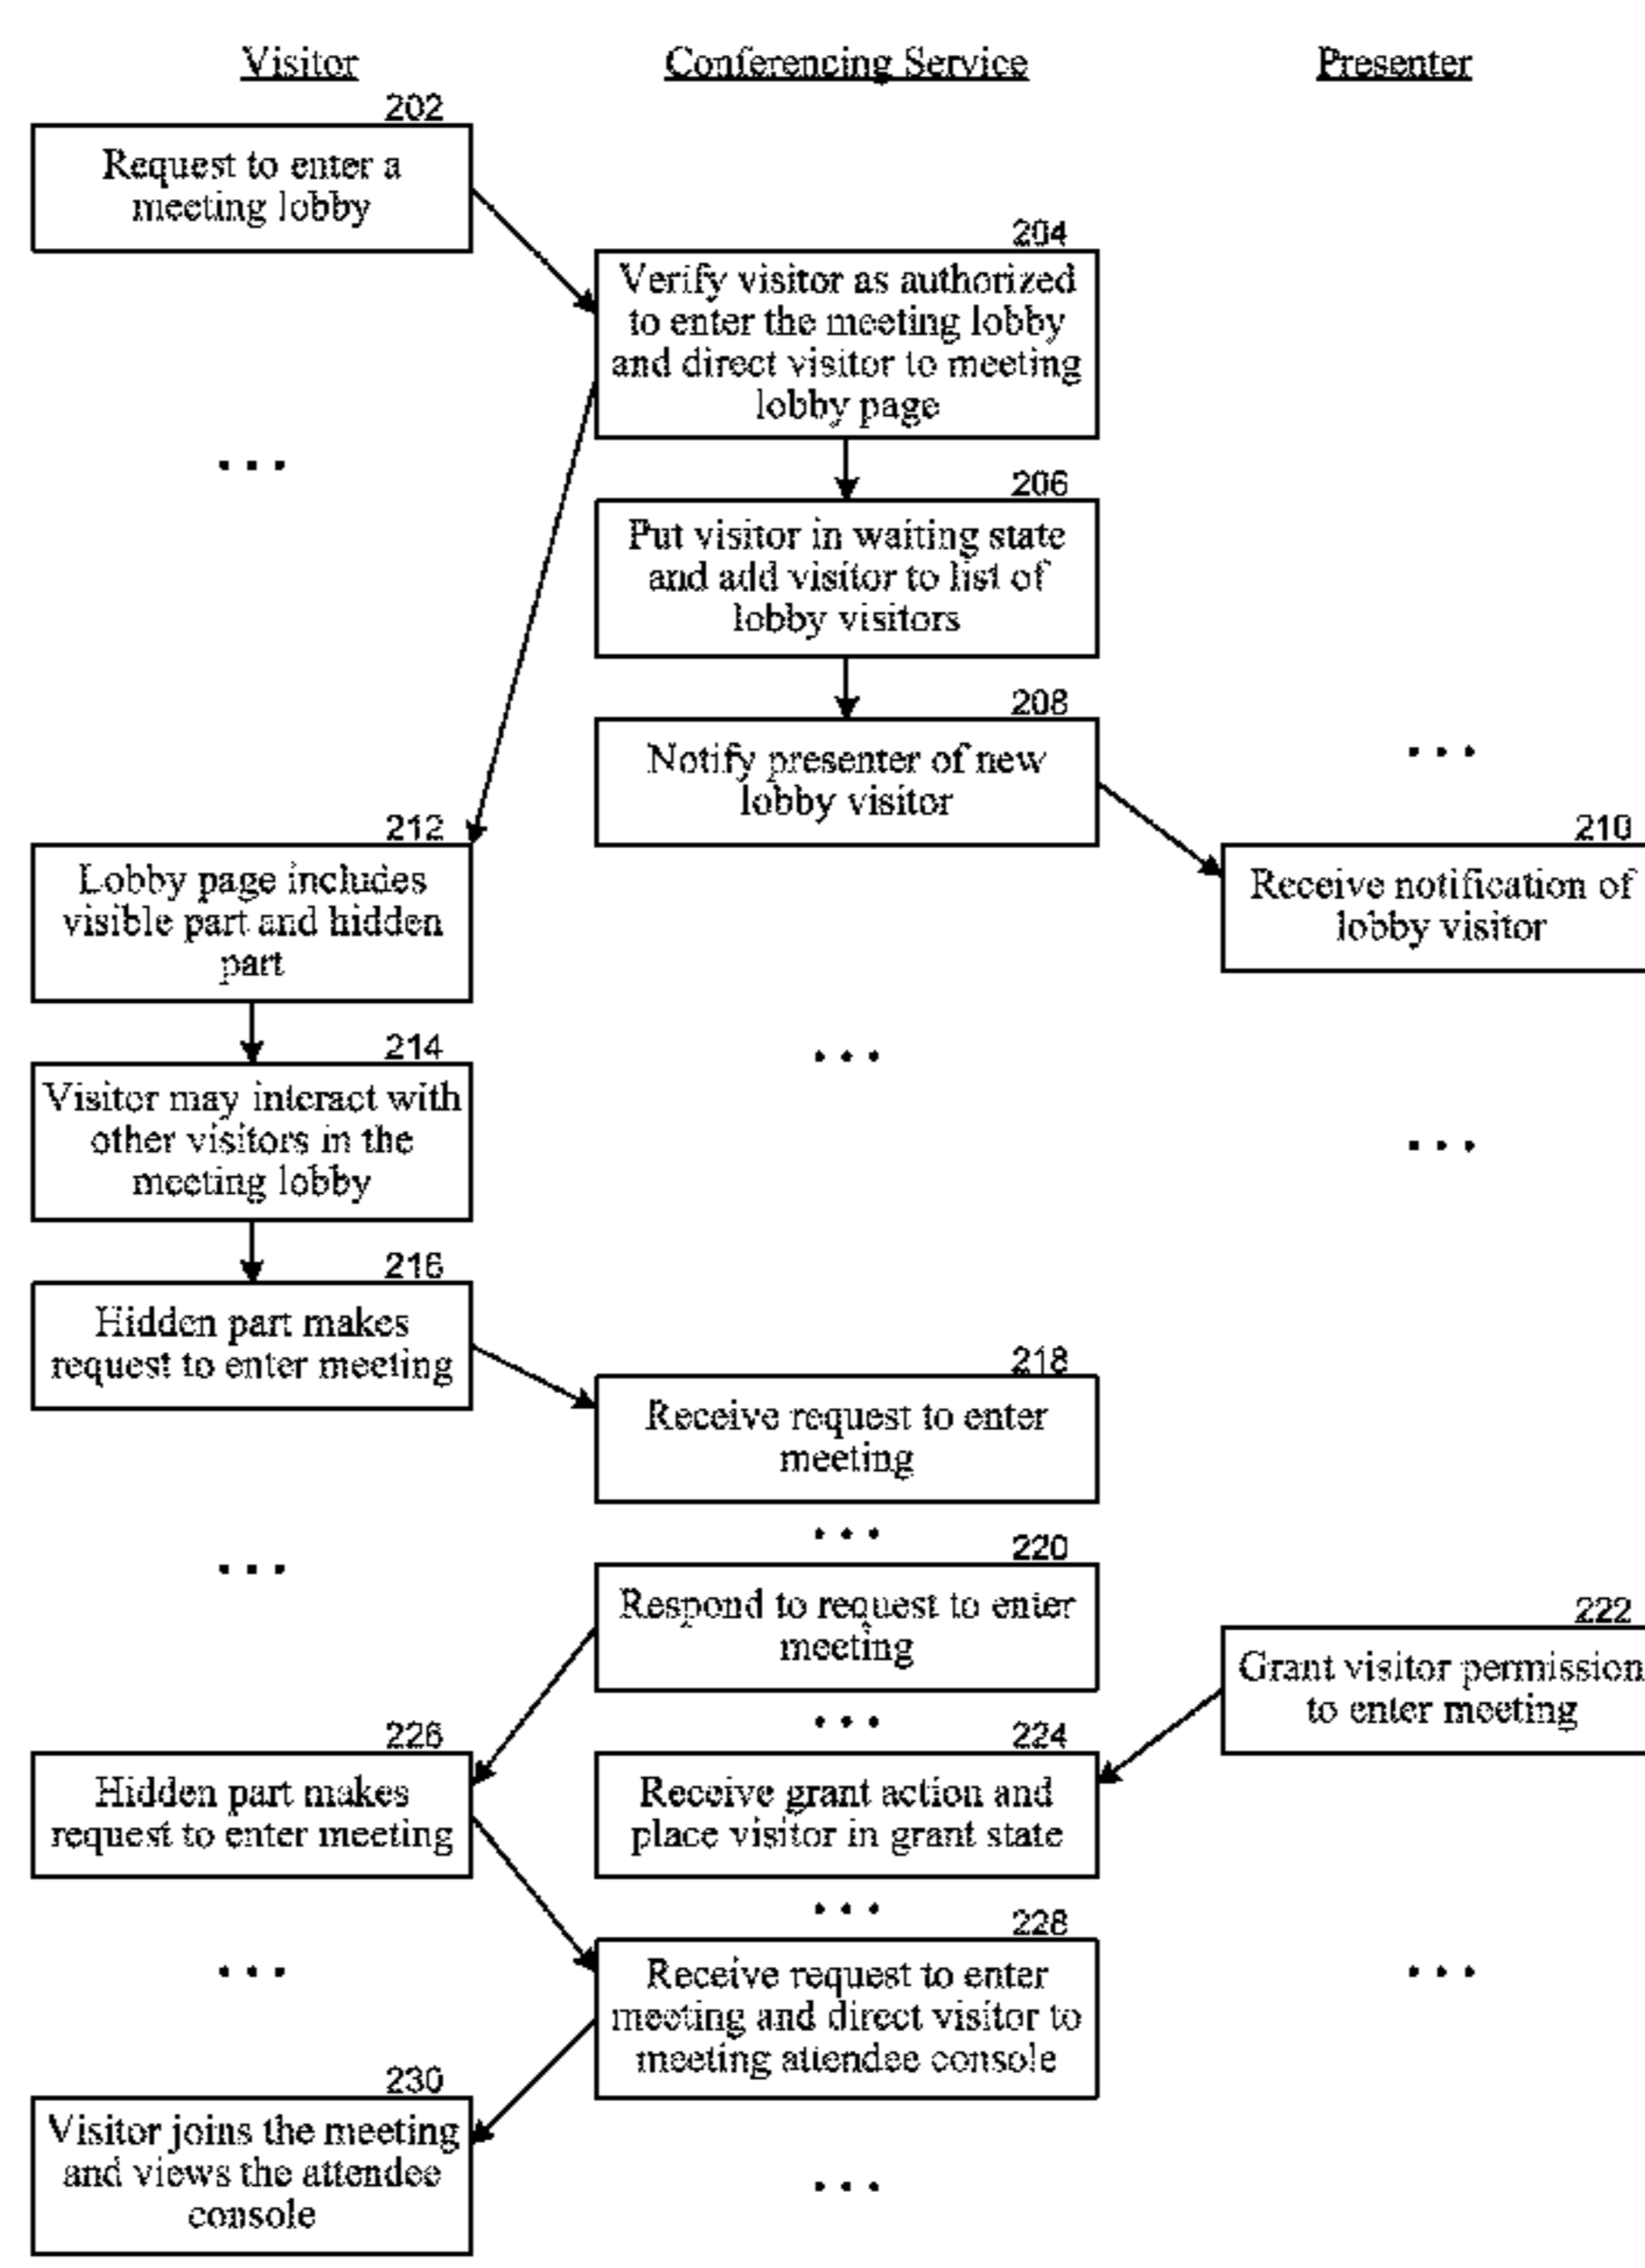 Visitor
Conferencing Service
Presenter
202
Request to enter a
meeting lobby
204
Verify visitor as authorized
to enter the meeting lobby
and direct visitor to meeting
lobby page
...
206
Put visitor in waiting state
and add visitor to list of
lobby visitors
208
Notify presenter of new
lobby visitor
...
210
Receive notification of
lobby visitor
212
Lobby page includes
visible part and hidden
part
...
214
Visitor may interact with
other visitors in the
meeting lobby
...
216
Hidden part makes
request to enter meeting
218
Receive request to enter
meeting
...
...
220
Respond to request to enter
meeting
222
Grant visitor permission
to enter meeting
...
226
Hidden part makes
request to enter meeting
224
Receive grant action and
place visitor in grant state
...
...
228
Receive request to enter
meeting and direct visitor to
meeting attendee console
...
230
Visitor joins the meeting
and views the attendee
console
...